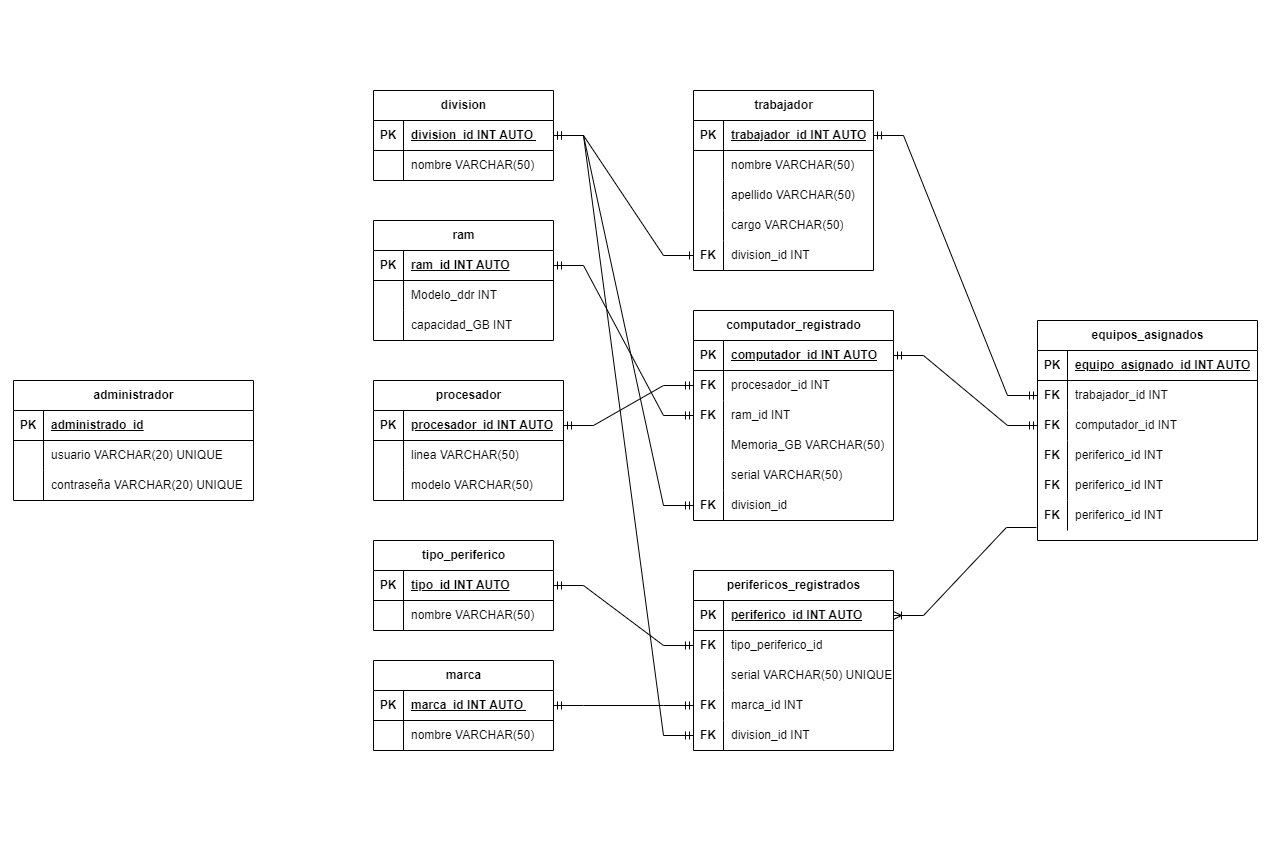 division
PK division_id INT AUTO
nombre VARCHAR(50)
ram
PK ram_id INT AUTO
Modelo_ddr INT
capacidad_GB INT
administrador
PK administrado_id
usuario VARCHAR(20) UNIQUE
contraseña VARCHAR(20) UNIQUE
procesador
PK procesador_id INT AUTO
linea VARCHAR(50)
modelo VARCHAR(50)
tipo_periferico
PK tipo_id INT AUTO
nombre VARCHAR(50)
marca
PK marca_id INT AUTO
nombre VARCHAR(50)
trabajador
PK trabajador_id INT AUTO
nombre VARCHAR(50)
apellido VARCHAR(50)
cargo VARCHAR(50)
FK division_id INT
computador_registrado
PK computador_id INT AUTO
FK procesador_id INT
FK ram_id INT
Memoria_GB VARCHAR(50)
serial VARCHAR(50)
FK division_id
perifericos_registrados
PK periferico_id INT AUTO
FK tipo_periferico_id
serial VARCHAR(50) UNIQUE
FK marca_id INT
FK division_id INT
equipos_asignados
PK equipo_asignado_id INT AUTO
FK trabajador_id INT
FK computador_id INT
FK periferico_id INT
FK periferico_id INT
FK periferico_id INT